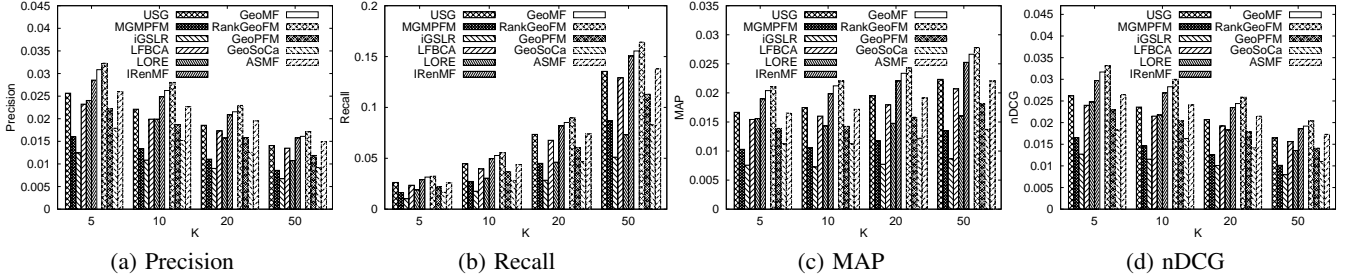 0.045
0.04
0.035
0.03
0.025
0.02
0.015
0.01
0.005
0
Precision
5 10 20 50
K
USG
MGMPFM
iGSLR
LFBCA
LORE
IRenMF
GeoMF
RankGeoFM
GeoPFM
GeoSoCa
ASMF
(a) Precision
0.2
0.15
0.1
0.05
0.00
Recall
5 10 20 50
K
USG
MGMPFM
iGSLR
LFBCA
LORE
IRenMF
GeoMF
RankGeoFM
GeoPFM
GeoSoCa
ASMF
(b) Recall
0.035
0.03
0.025
0.02
0.015
0.01
0.005
0
MAP
5 10 20 50
K
USG
MGMPFM
iGSLR
LFBCA
LORE
IRenMF
GeoMF
RankGeoFM
GeoPFM
GeoSoCa
ASMF
(c) MAP
0.047
0.04
0.035
0.03
0.025
0.02
0.015
0.01
0.005
0
nDCG
5 10 20 50
K
USG
MGMPFM
iGSLR
LFBCA
LORE
IRenMF
GeoMF
RankGeoFM
GeoPFM
GeoSoCa
ASMF
(d) nDCG